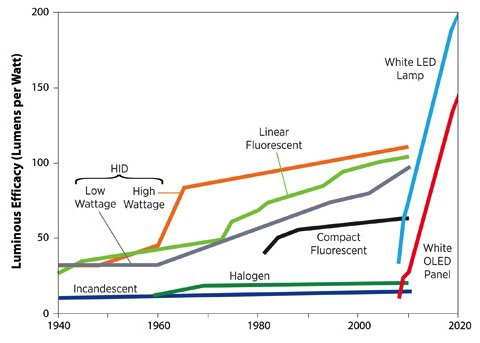 Luminous Efficacy (Lumens per Watt)
200
150
100
50
0
1940
1960
1980
2000
2020
White LED
Lamp
Linear
Fluorescent
HID
Low
Wattage
High
Wattage
Compact
Fluorescent
White
OLED
Panel
Halogen
Incandescent